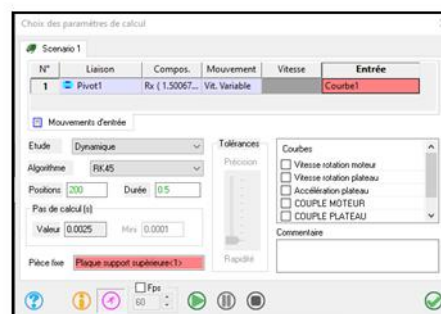 Choix des paramètres de calcul
Scenario 1
N° Liaison Compos. Mouvement Vitesse Entrée
1 Pivot1 Rx ( 1.50067... Vit. Variable Courbe1
Mouvements d'entrée
Etude Dynamique
Algorithme RK45
Positions 200 Durée 0.5
Pas de calcul (s)
Valeur 0.0025 Mini 0.0001
Pièce fixe Plaque support supérieure<1>
Tolérances
Précision
Rapidité
Courbes
Vitesse rotation moteur
Vitesse rotation plateau
Accélération plateau
COUPLE MOTEUR
COUPLE PLATEAU
Commentaire
Fps
60